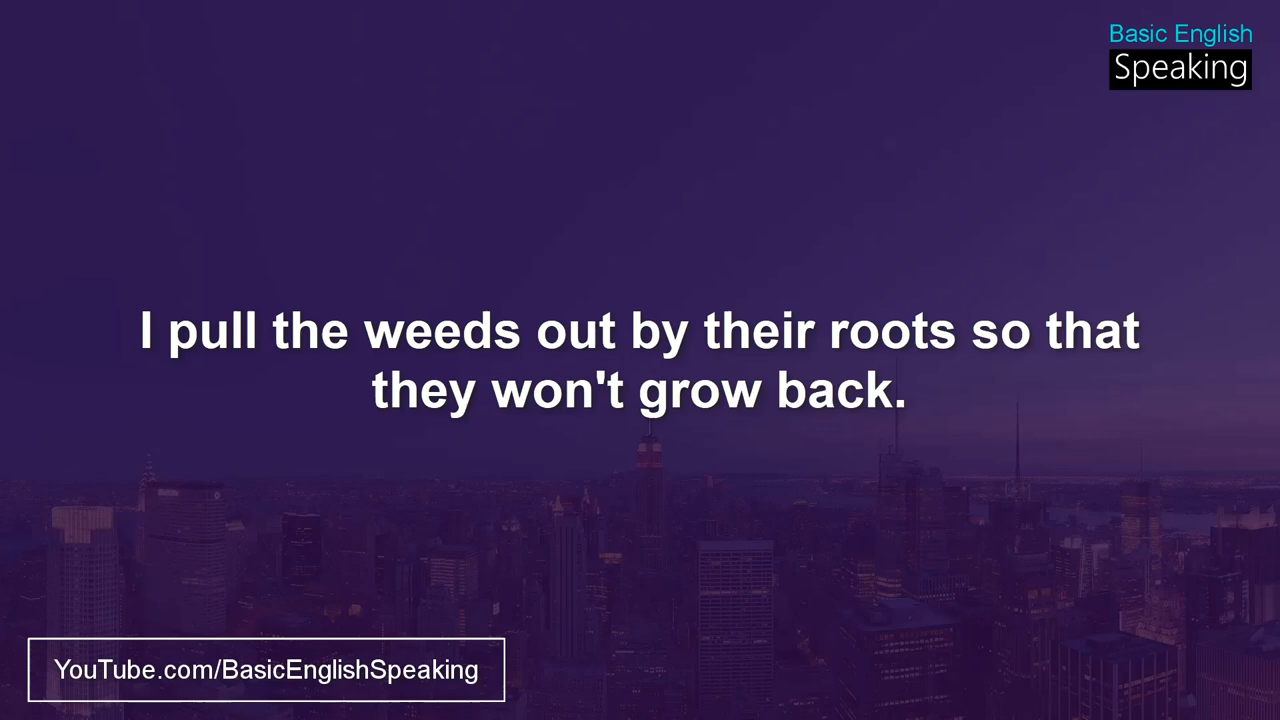 Basic English
Speaking
I pull the weeds out by their roots so that
they won't grow back.
YouTube.com/BasicEnglishSpeaking